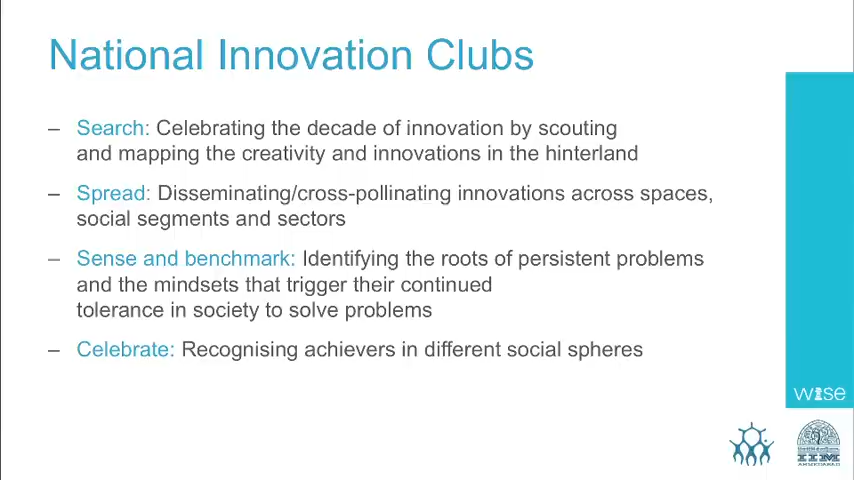 National Innovation Clubs
– Search: Celebrating the decade of innovation by scouting
and mapping the creativity and innovations in the hinterland
– Spread: Disseminating/cross-pollinating innovations across spaces,
social segments and sectors
– Sense and benchmark: Identifying the roots of persistent problems
and the mindsets that trigger their continued
tolerance in society to solve problems
– Celebrate: Recognising achievers in different social spheres
wise
IIM
AHMEDABAD